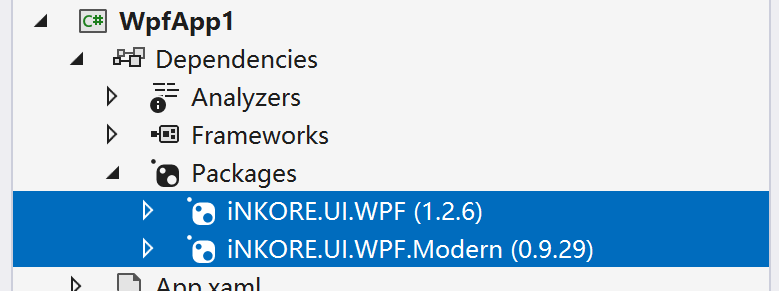 C# WpfApp1
Dependencies
Analyzers
Frameworks
Packages
iNKORE.UI.WPF (1.2.6)
iNKORE.UI.WPF.Modern (0.9.29)
App.xaml